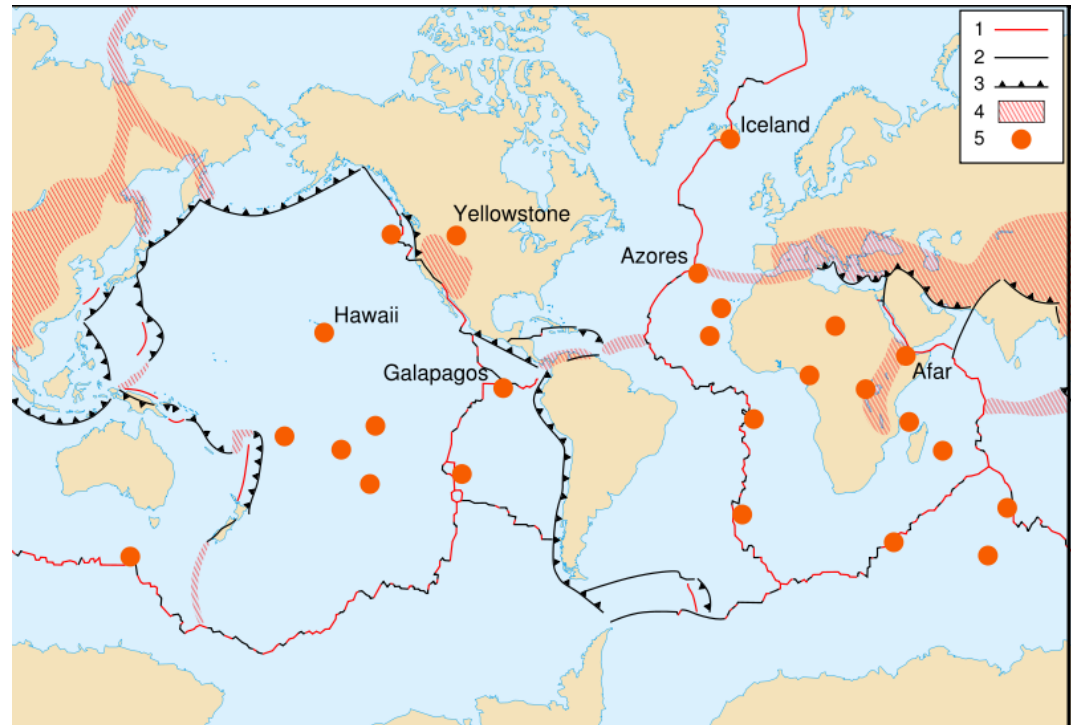 1
2
3
4
5
Iceland
Yellowstone
Azores
Hawaii
Afar
Galapagos